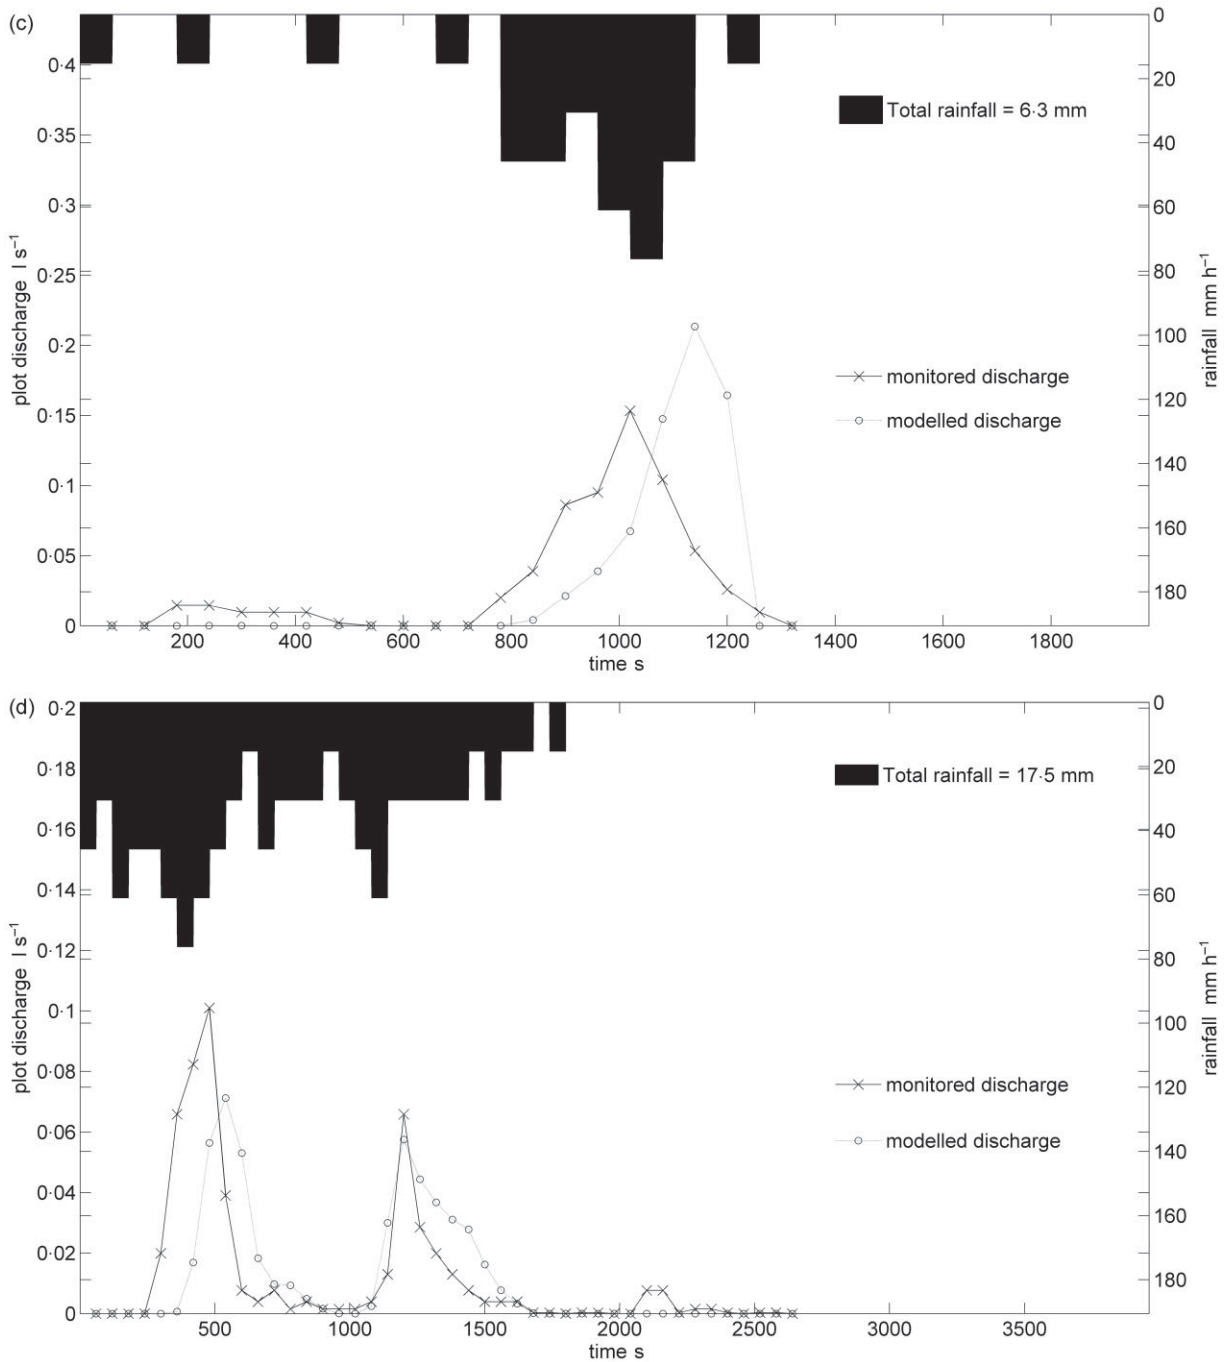 (c)
0·4
0·35
0·3
0·25
0·2
0·15
0·1
0·05
0
plot discharge l s⁻¹
0
20
40
60
80
100
120
140
160
180
rainfall mm h⁻¹
Total rainfall = 6·3 mm
monitored discharge
modelled discharge
200 400 600 800 1000 1200 1400 1600 1800
time s
(d)
0·2
0·18
0·16
0·14
0·12
0·1
0·08
0·06
0·04
0·02
0
plot discharge l s⁻¹
0
20
40
60
80
100
120
140
160
180
rainfall mm h⁻¹
Total rainfall = 17·5 mm
monitored discharge
modelled discharge
500 1000 1500 2000 2500 3000 3500
time s